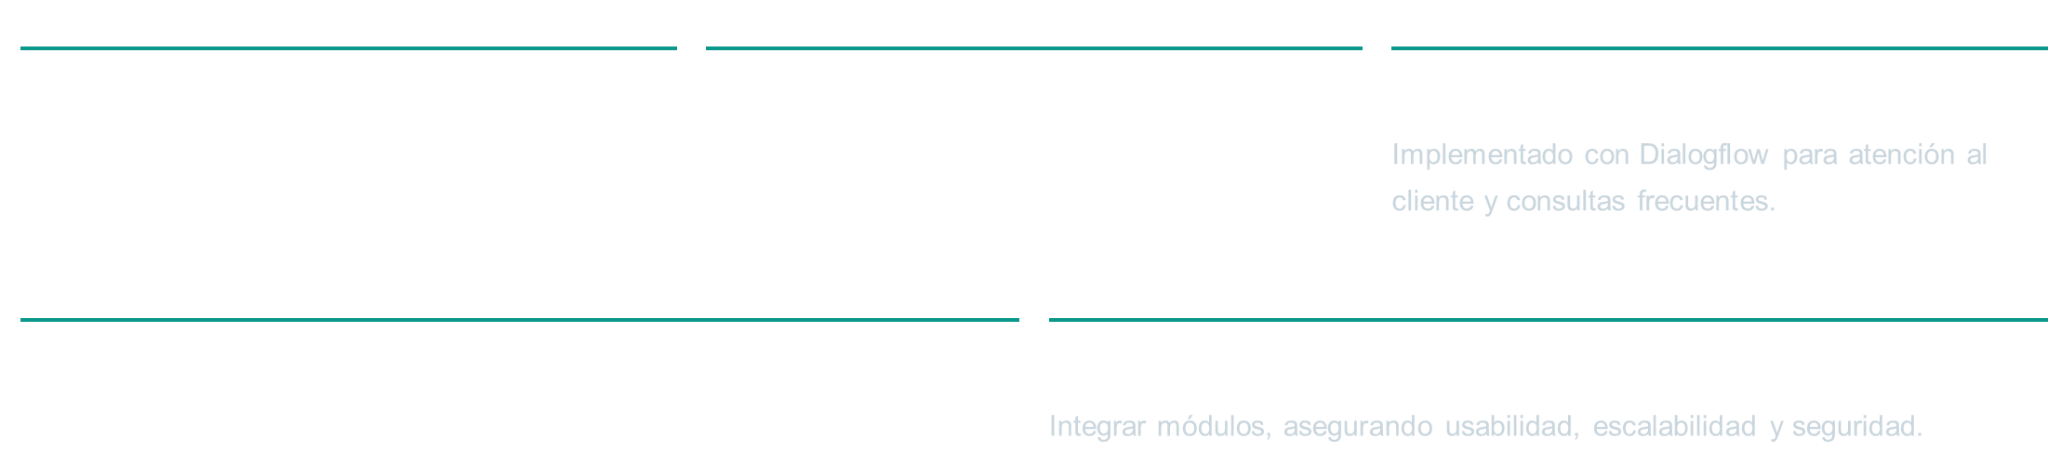 Implementado con Dialogflow para atención al
cliente y consultas frecuentes.
Integrar módulos, asegurando usabilidad, escalabilidad y seguridad.